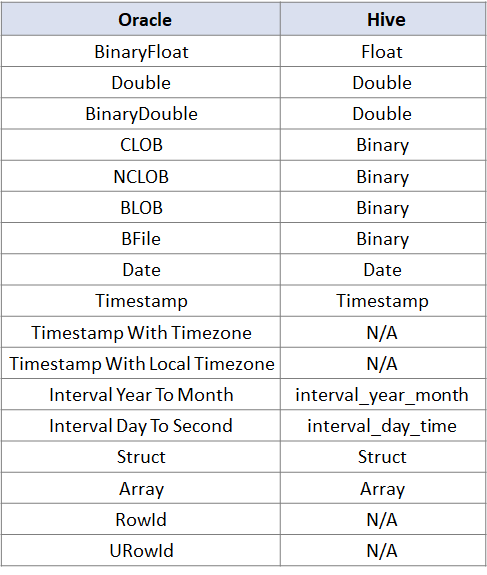 Oracle Hive
BinaryFloat Float
Double Double
BinaryDouble Double
CLOB Binary
NCLOB Binary
BLOB Binary
BFile Binary
Date Date
Timestamp Timestamp
Timestamp With Timezone N/A
Timestamp With Local Timezone N/A
Interval Year To Month interval_year_month
Interval Day To Second interval_day_time
Struct Struct
Array Array
RowId N/A
URowId N/A